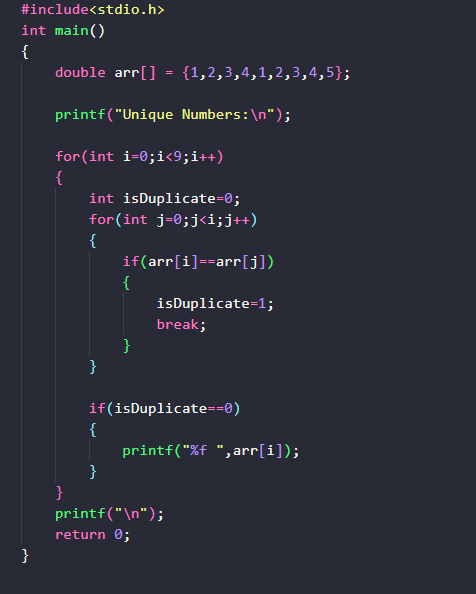 #include<stdio.h>
int main()
{
    double arr[] = {1,2,3,4,1,2,3,4,5};
    printf("Unique Numbers:\n");
    for(int i=0;i<9;i++)
    {
        int isDuplicate=0;
        for(int j=0;j<i;j++)
        {
            if(arr[i]==arr[j])
            {
                isDuplicate=1;
                break;
            }
        }
        if(isDuplicate==0)
        {
            printf("%f ",arr[i]);
        }
    }
    printf("\n");
    return 0;
}